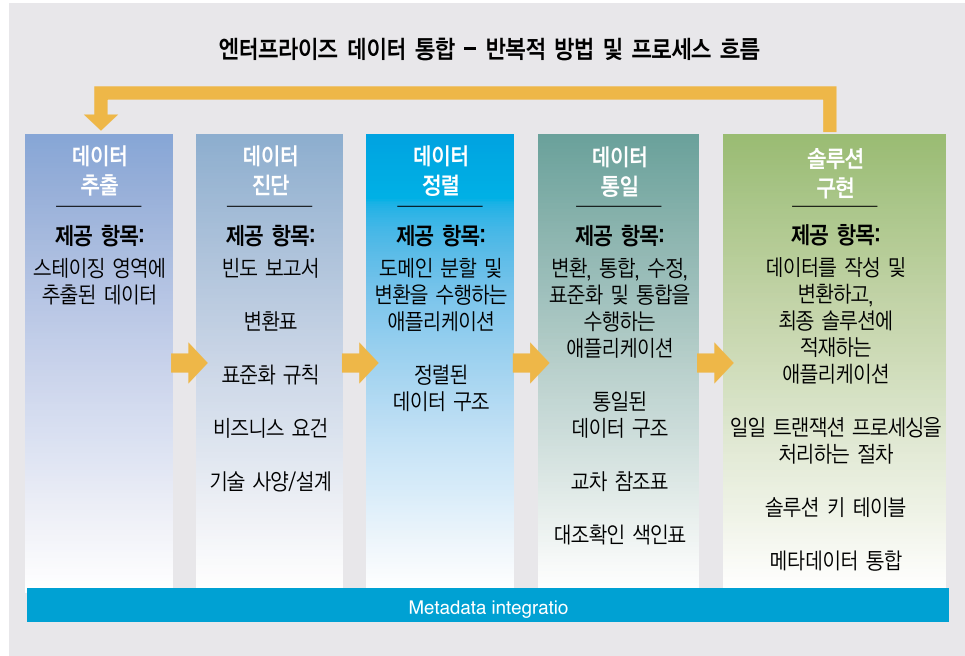 엔터프라이즈 데이터 통합 – 반복적 방법 및 프로세스 흐름
데이터
추출
제공 항목:
스테이징 영역에
추출된 데이터
데이터
진단
제공 항목:
빈도 보고서
변환표
표준화 규칙
비즈니스 요건
기술 사양/설계
데이터
정렬
제공 항목:
도메인 분할 및
변환을 수행하는
애플리케이션
정렬된
데이터 구조
데이터
통일
제공 항목:
변환, 통합, 수정,
표준화 및 통합을
수행하는
애플리케이션
통일된
데이터 구조
교차 참조표
대조확인 색인표
솔루션
구현
제공 항목:
데이터를 작성 및
변환하고,
최종 솔루션에
적재하는
애플리케이션
일일 트랜잭션 프로세싱을
처리하는 절차
솔루션 키 테이블
메타데이터 통합
Metadata integratio